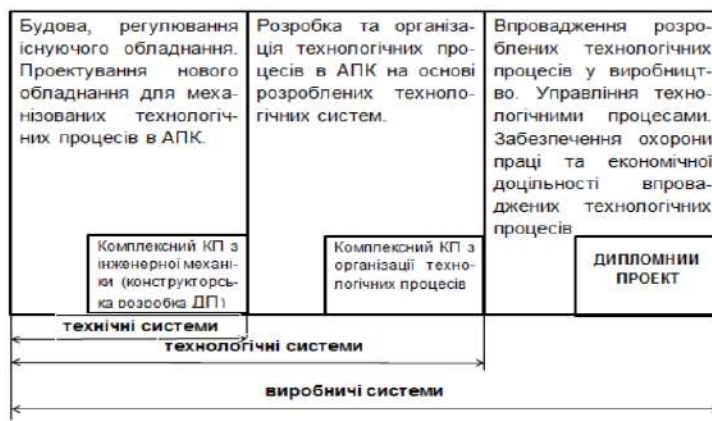 Будова, регулювання
існуючого обладнання.
Проектування нового
обладнання для меха-
нізованих технологіч-
них процесів в АПК.
Комплексний КП з
інженерної механі-
ки (конструкторсь-
ка розробка ДП)
Розробка та організа-
ція технологічних про-
цесів в АПК на основі
розроблених техноло-
гічних систем.
Комплексний КП з
організації техно-
логічних процесів
Впровадження розро-
блених технологічних
процесів у виробницт-
во. Управління техно-
логічними процесами.
Забезпечення охорони
праці та економічної
доцільності впрова-
джених технологічних
процесів
ДИПЛОМНИЙ
ПРОЕКТ
технічні системи
технологічні системи
виробничі системи